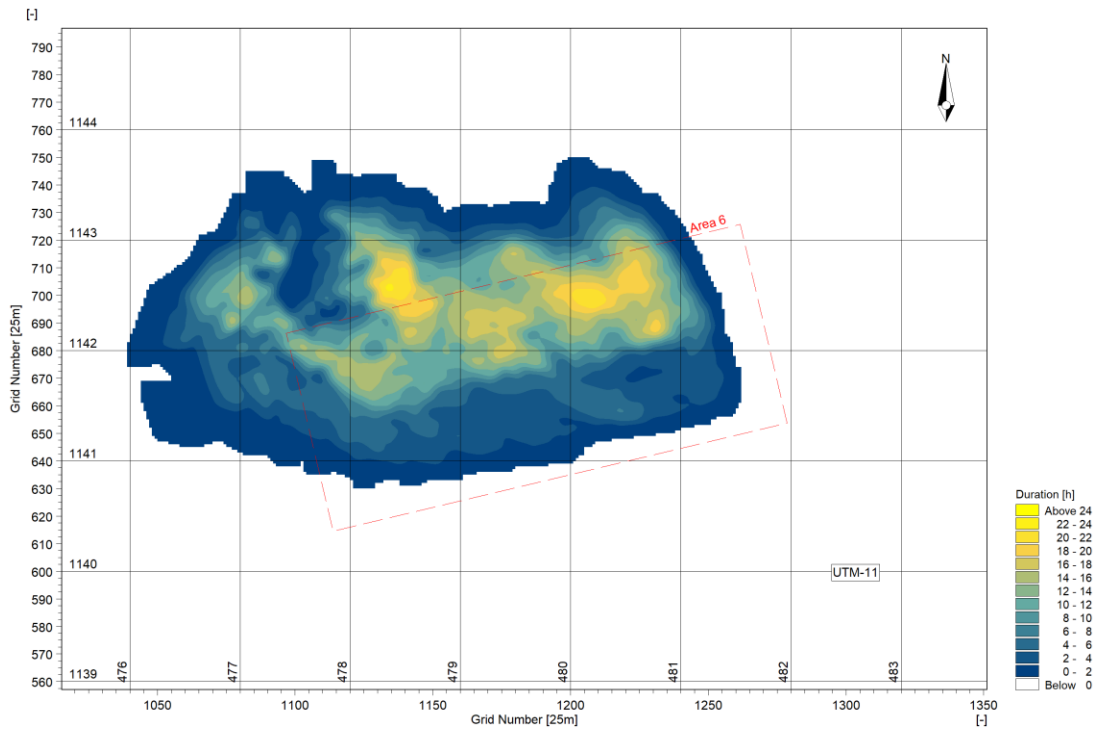 [-]
N
790
780
770
760
750
740
730
720
710
700
690
680
670
660
650
640
630
620
610
600
590
580
570
560
Grid Number [25m]
1144
1143
1142
1141
1140
1139
Area 6
UTM-11
476
477
478
479
480
481
482
483
1050
1100
1150
1200
1250
1300
1350
Grid Number [25m]
[-]
Duration [h]
Above 24
22 - 24
20 - 22
18 - 20
16 - 18
14 - 16
12 - 14
10 - 12
8 - 10
6 - 8
4 - 6
2 - 4
0 - 2
Below 0